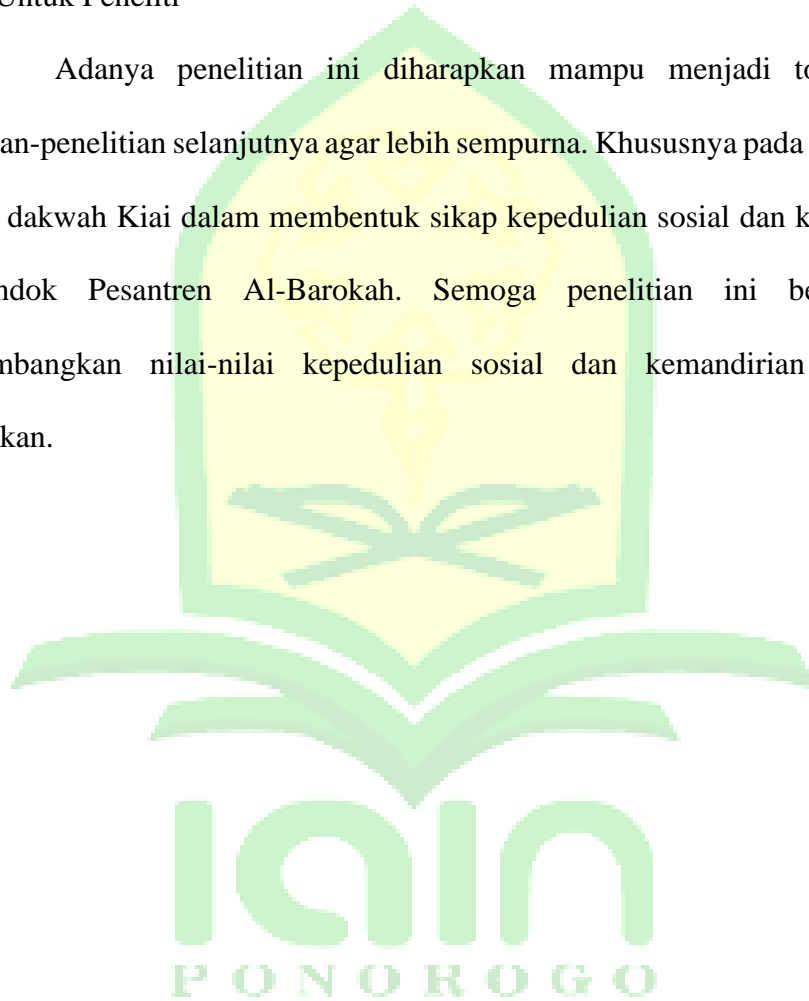 Untuk Peneliti
Adanya penelitian ini diharapkan mampu menjadi to
an-penelitian selanjutnya agar lebih sempurna. Khususnya pada
dakwah Kiai dalam membentuk sikap kepedulian sosial dan k
ndok Pesantren Al-Barokah. Semoga penelitian ini be
mbangkan nilai-nilai kepedulian sosial dan kemandirian
kan.
iain
PONOROGO